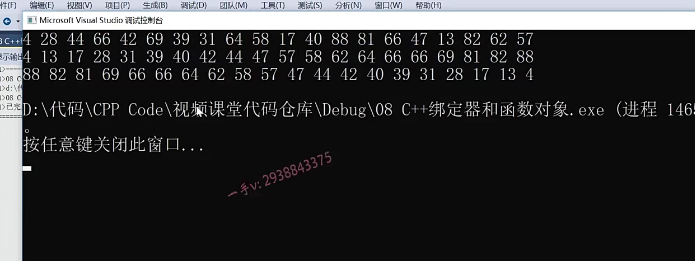 件(F) 视图(V) 项目(P) 生成(B) 调试(D) 团队(M) 工具(T) 测试(S) 分析(N) 窗口(W) 帮助(H)
Microsoft Visual Studio 调试控制台
4 28 44 66 42 69 39 31 64 58 17 40 88 81 66 47 13 82 62 57
4 13 17 28 31 39 40 42 44 47 57 58 62 64 66 66 69 81 82 88
88 82 81 69 66 66 64 62 58 57 47 44 42 40 39 31 28 17 13 4
D:\代码\CPP Code\视频课堂代码仓库\Debug\08 C++绑定器和函数对象.exe (进程 1465
。
按任意键关闭此窗口...
一手v:2938843375